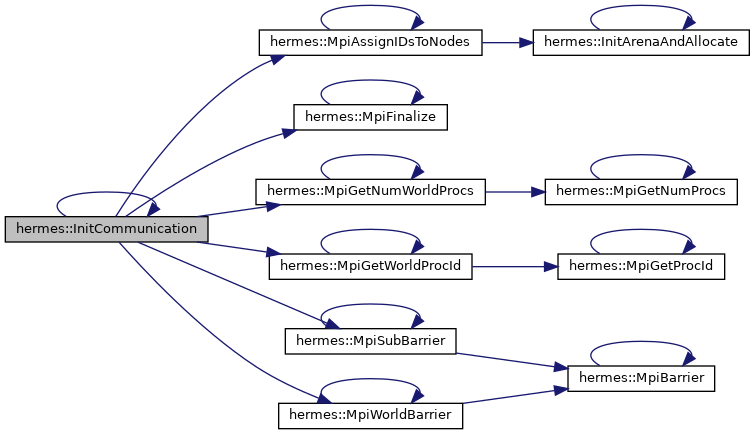 hermes::MpiAssignIDsToNodes
hermes::InitArenaAndAllocate
hermes::MpiFinalize
hermes::MpiGetNumWorldProcs
hermes::MpiGetNumProcs
hermes::InitCommunication
hermes::MpiGetWorldProcId
hermes::MpiGetProcId
hermes::MpiSubBarrier
hermes::MpiBarrier
hermes::MpiWorldBarrier